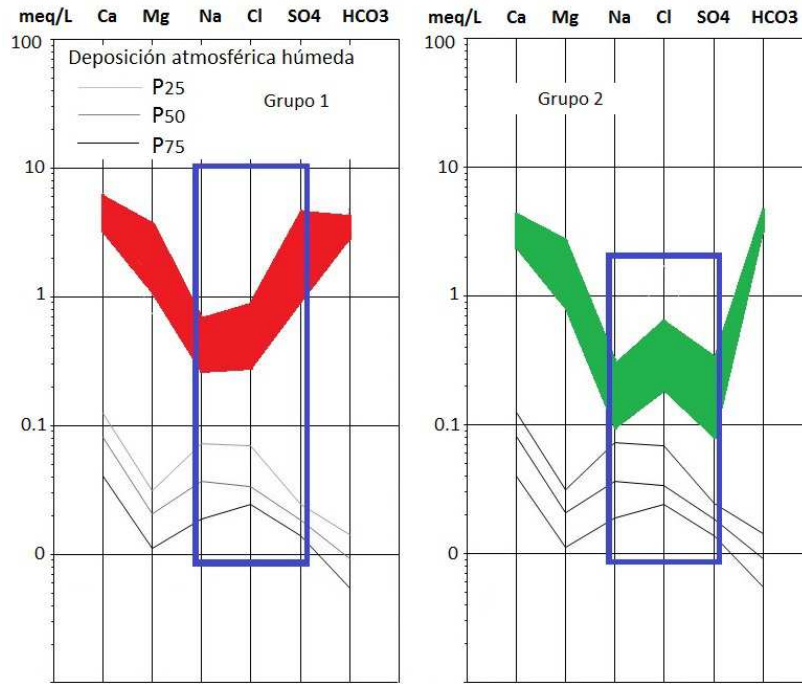 meq/L Ca Mg Na Cl SO4 HCO3
100
Deposición atmosférica húmeda
P25
Grupo 1
P50
P75
10
1
0.1
0
meq/L Ca Mg Na Cl SO4 HCO3
100
Grupo 2
10
1
0.1
0